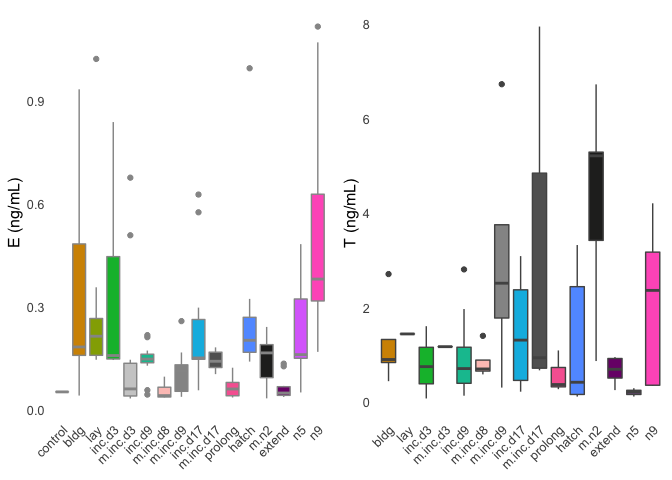 E (ng/mL)
0.9
0.6
0.3
0.0
control
bldg
lay
inc.d3
m.inc.d3
inc.d9
m.inc.d8
m.inc.d9
inc.d17
m.inc.d17
prolong
hatch
m.n2
extend
n5
n9
T (ng/mL)
8
6
4
2
0
bldg
lay
inc.d3
m.inc.d3
inc.d9
m.inc.d8
m.inc.d9
inc.d17
m.inc.d17
prolong
hatch
m.n2
extend
n5
n9